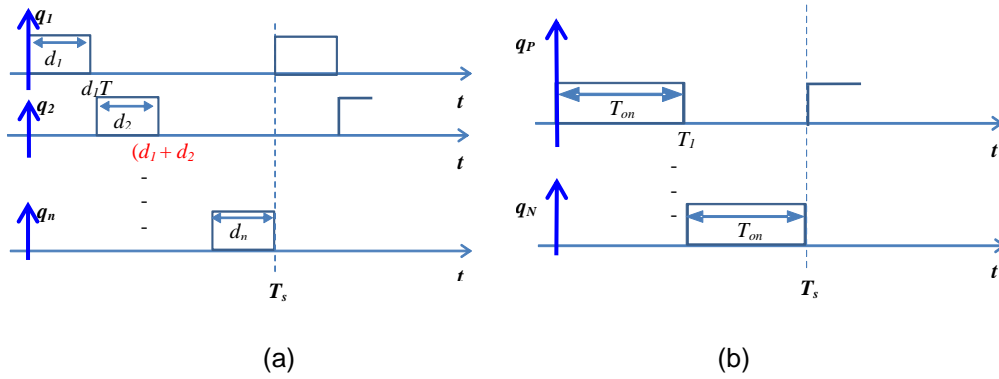 q1
d1
t
d1T
q2
d2
t
(d1 + d2
-
-
-
qn
dn
t
Ts
(a)
qP
Ton
t
T1
-
-
-
qN
Ton
t
Ts
(b)